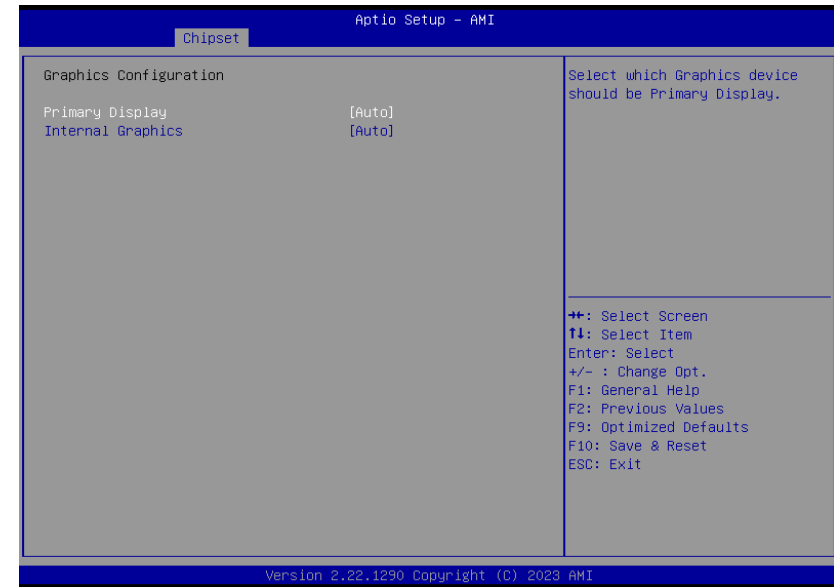 Aptio Setup – AMI
Chipset
Graphics Configuration
Primary Display [Auto]
Internal Graphics [Auto]
Select which Graphics device
should be Primary Display.
→←: Select Screen
↑↓: Select Item
Enter: Select
+/- : Change Opt.
F1: General Help
F2: Previous Values
F9: Optimized Defaults
F10: Save & Reset
ESC: Exit
Version 2.22.1290 Copyright (C) 2023 AMI